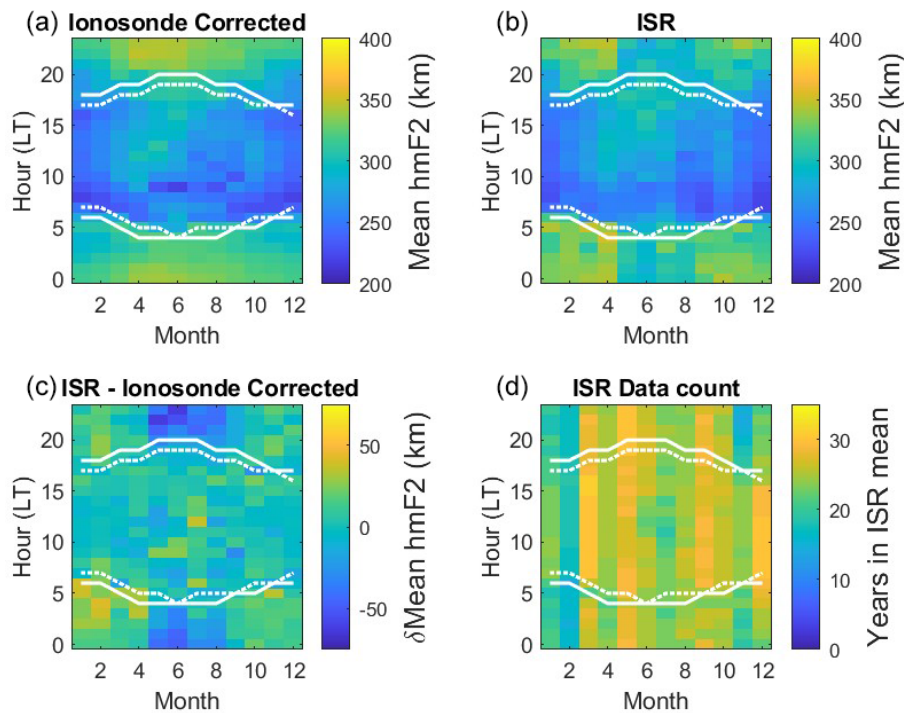 (a) Ionosonde Corrected
20
15
10
5
0
Hour (LT)
2 4 6 8 10 12
Month
400
350
300
250
200
Mean hmF2 (km)
(b) ISR
20
15
10
5
0
Hour (LT)
2 4 6 8 10 12
Month
400
350
300
250
200
Mean hmF2 (km)
(c) ISR - Ionosonde Corrected
20
15
10
5
0
Hour (LT)
2 4 6 8 10 12
Month
50
0
-50
δMean hmF2 (km)
(d) ISR Data count
20
15
10
5
0
Hour (LT)
2 4 6 8 10 12
Month
30
20
10
0
Years in ISR mean